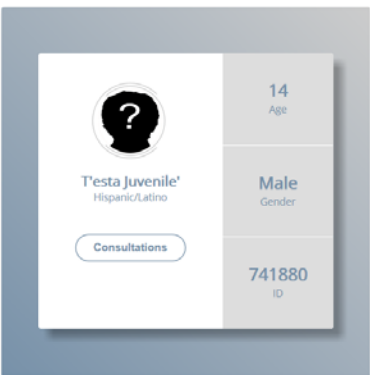 ?
T'esta Juvenile'
Hispanic/Latino
Consultations
14
Age
Male
Gender
741880
ID